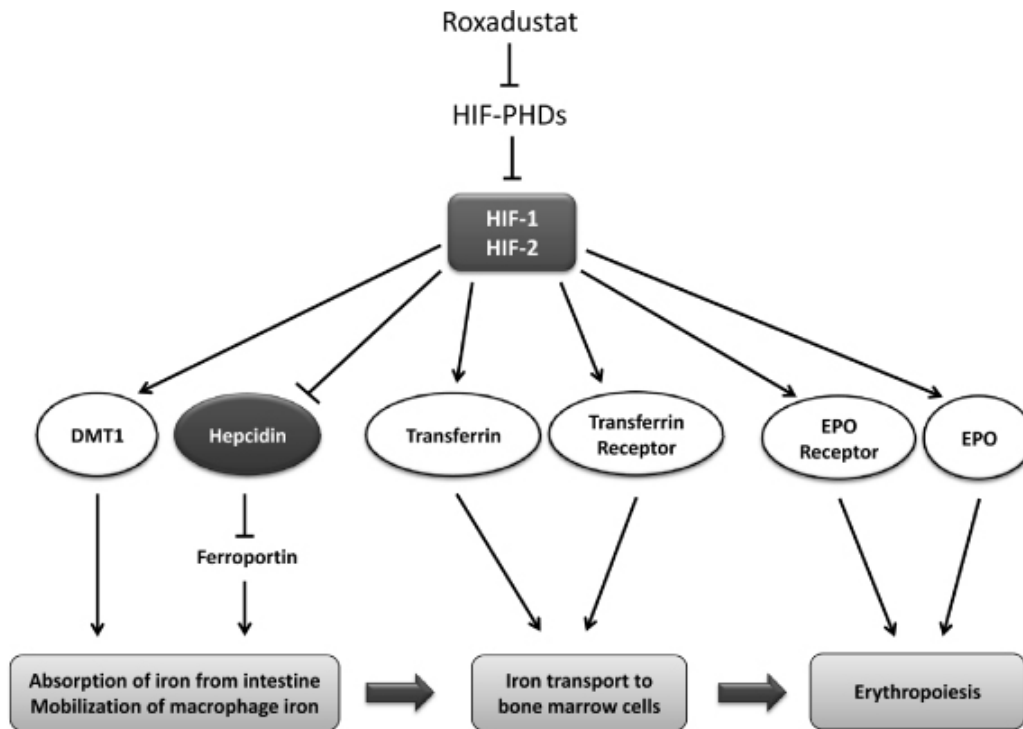 Roxadustat
HIF-PHDs
HIF-1
HIF-2
DMT1
Hepcidin
Transferrin
Transferrin
Receptor
EPO
Receptor
EPO
Ferroportin
Absorption of iron from intestine
Mobilization of macrophage iron
Iron transport to
bone marrow cells
Erythropoiesis